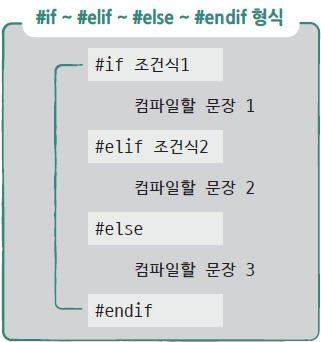 #if ~ #elif ~ #else ~ #endif 형식
#if 조건식1
컴파일할 문장 1
#elif 조건식2
컴파일할 문장 2
#else
컴파일할 문장 3
#endif